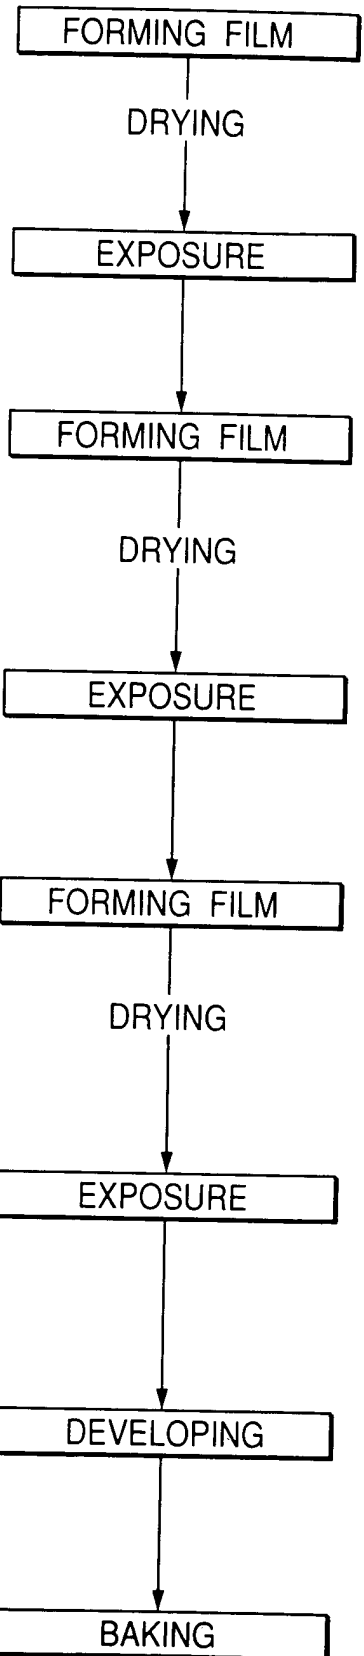 FORMING FILM
DRYING
EXPOSURE
FORMING FILM
DRYING
EXPOSURE
FORMING FILM
DRYING
EXPOSURE
DEVELOPING
BAKING